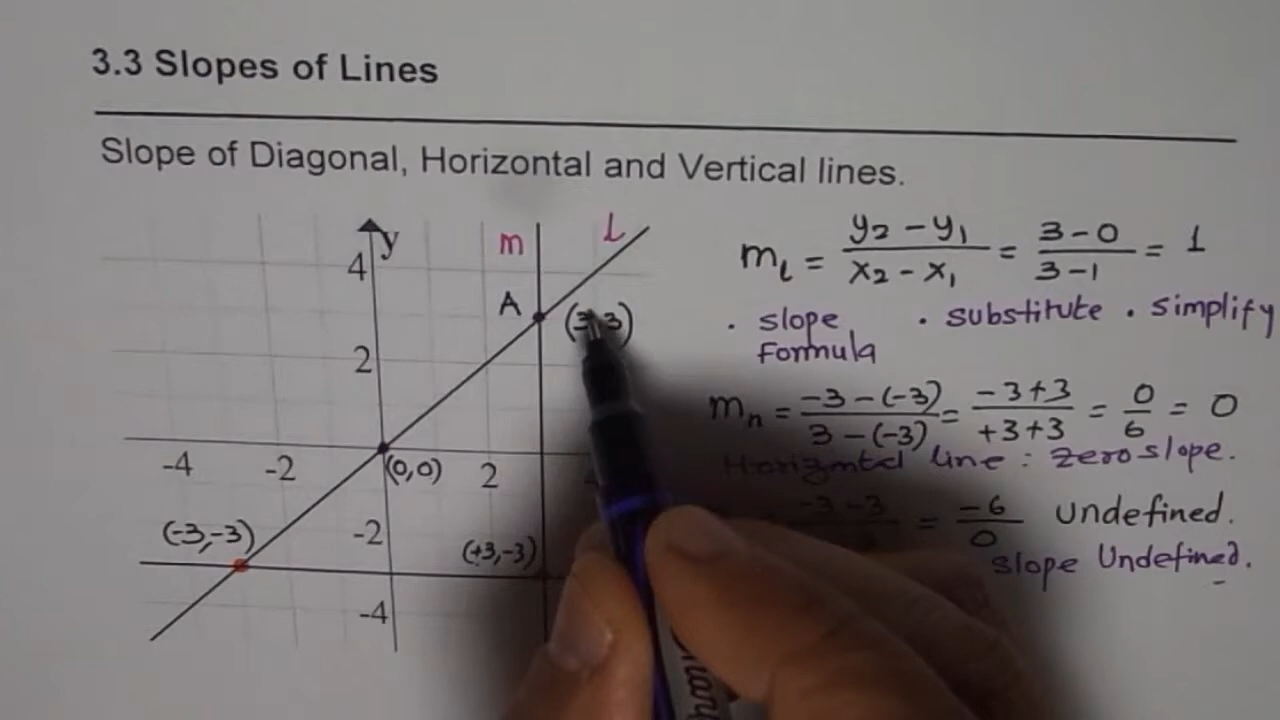 3.3 Slopes of Lines
Slope of Diagonal, Horizontal and Vertical lines.
y
m
l
4
A
2
-4
-2
(0,0)
2
(-3,-3)
-2
(+3,-3)
-4
m_l = (y₂ - y₁)/(x₂ - x₁) = (3 - 0)/(3 - 1) = 1
· slope formula · substitute · simplify
m_n = (-3 - (-3))/(3 - (-3)) = (-3 + 3)/(+3 + 3) = 0/6 = 0
Horizontal line : zero slope.
-3 - 3 = -6/0 undefined.
slope Undefined.